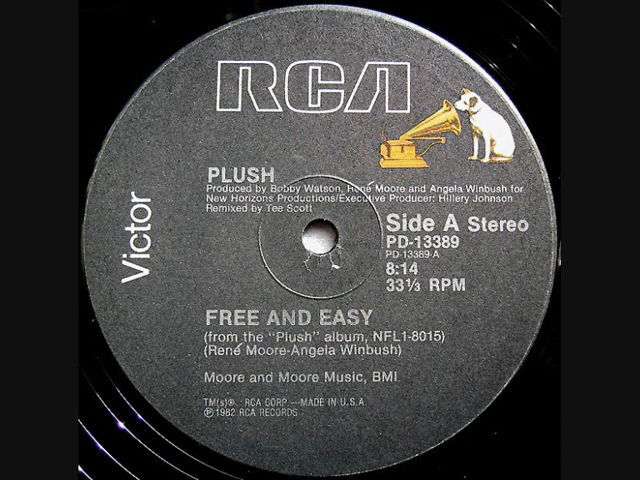 RCA
PLUSH
Produced by Bobby Watson, René Moore and Angela Winbush for
New Horizons Productions/Executive Producer: Hillery Johnson
Remixed by Tee Scott
Victor
Side A Stereo
PD-13389
PD-13389-A
8:14
33⅓ RPM
FREE AND EASY
(from the "Plush" album, NFL1-8015)
(René Moore-Angela Winbush)
Moore and Moore Music, BMI
TM(s)®. RCA CORP.—MADE IN U.S.A.
℗1982 RCA RECORDS